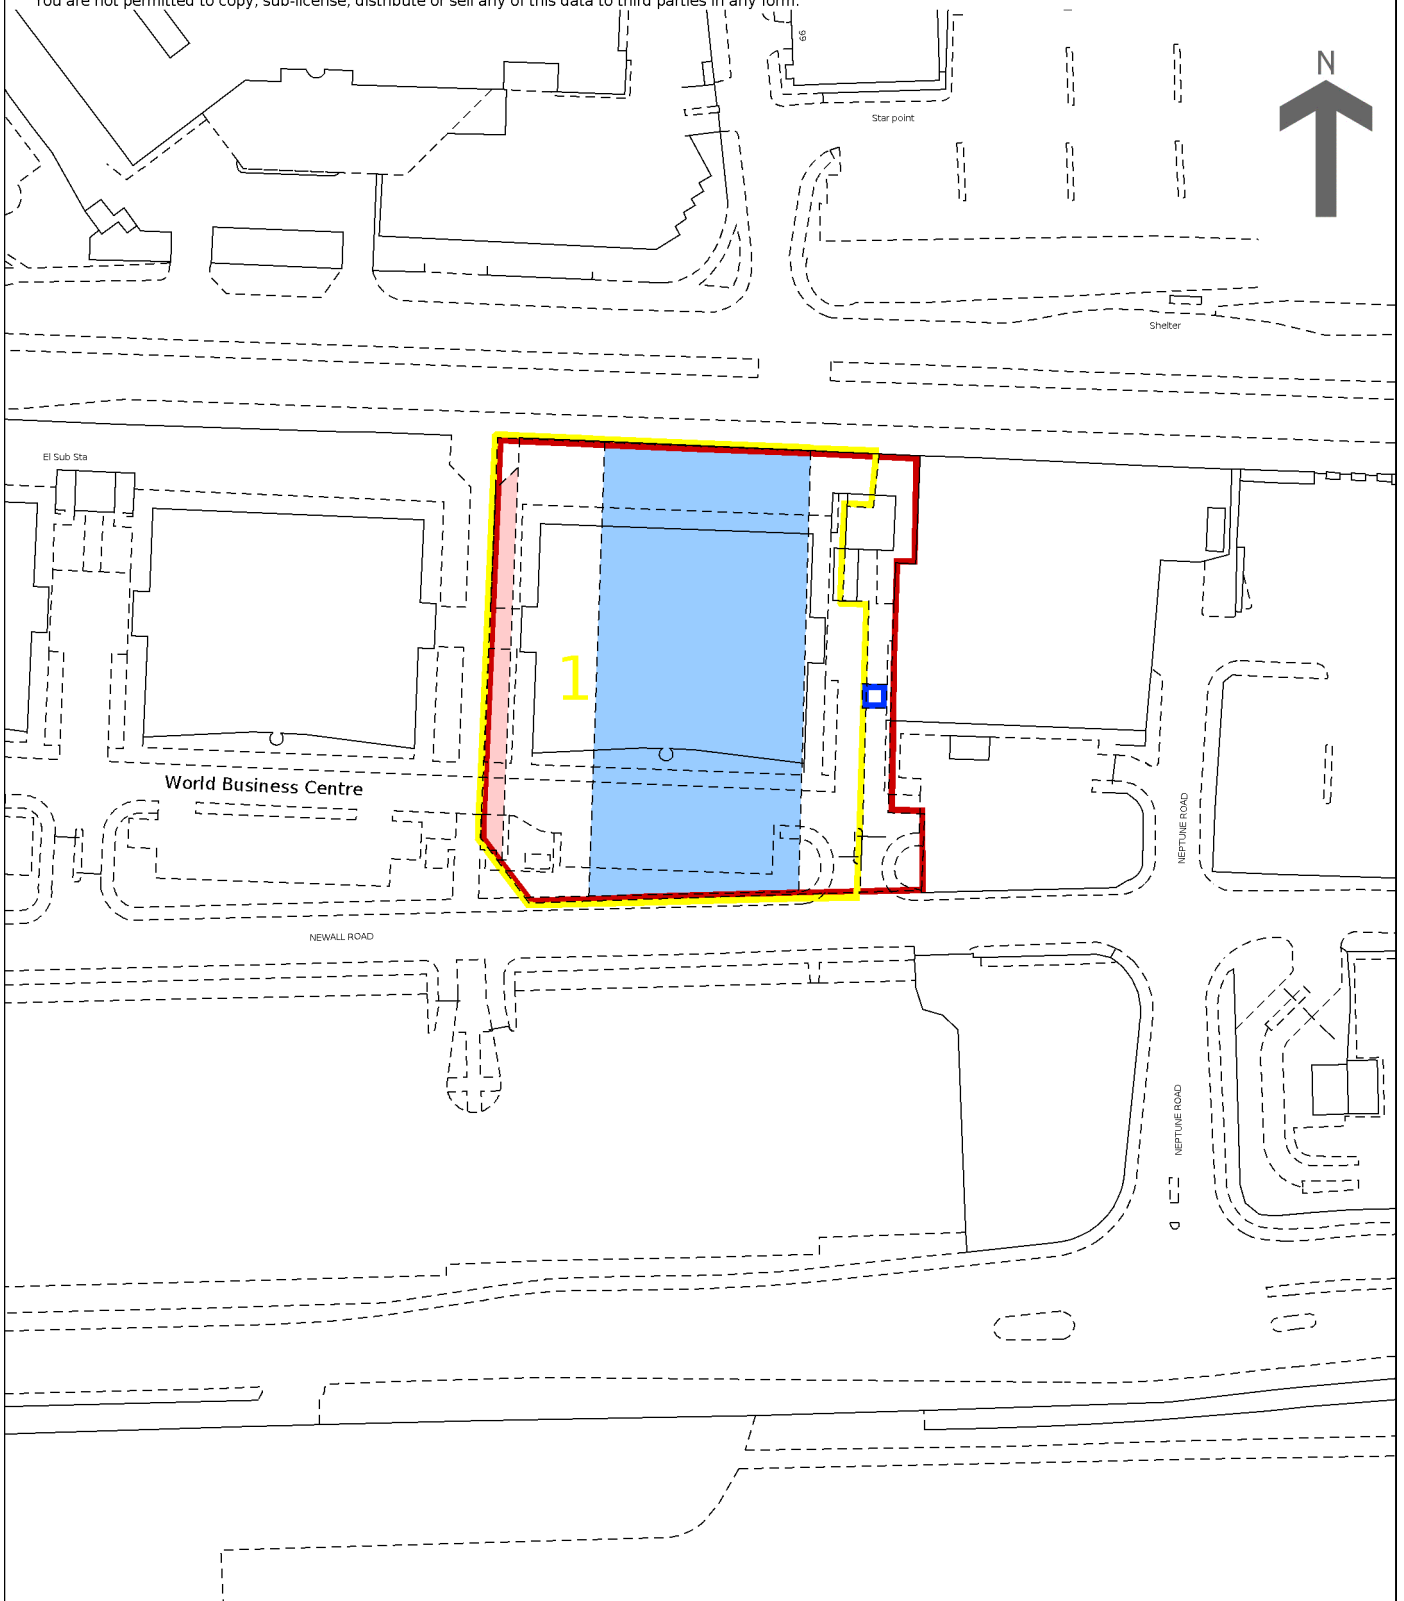 You are not permitted to copy, sub-license, distribute or sell any of this data to third parties in any form.
66
N
Star point
Shelter
El Sub Sta
1
World Business Centre
NEPTUNE ROAD
NEWALL ROAD
NEPTUNE ROAD